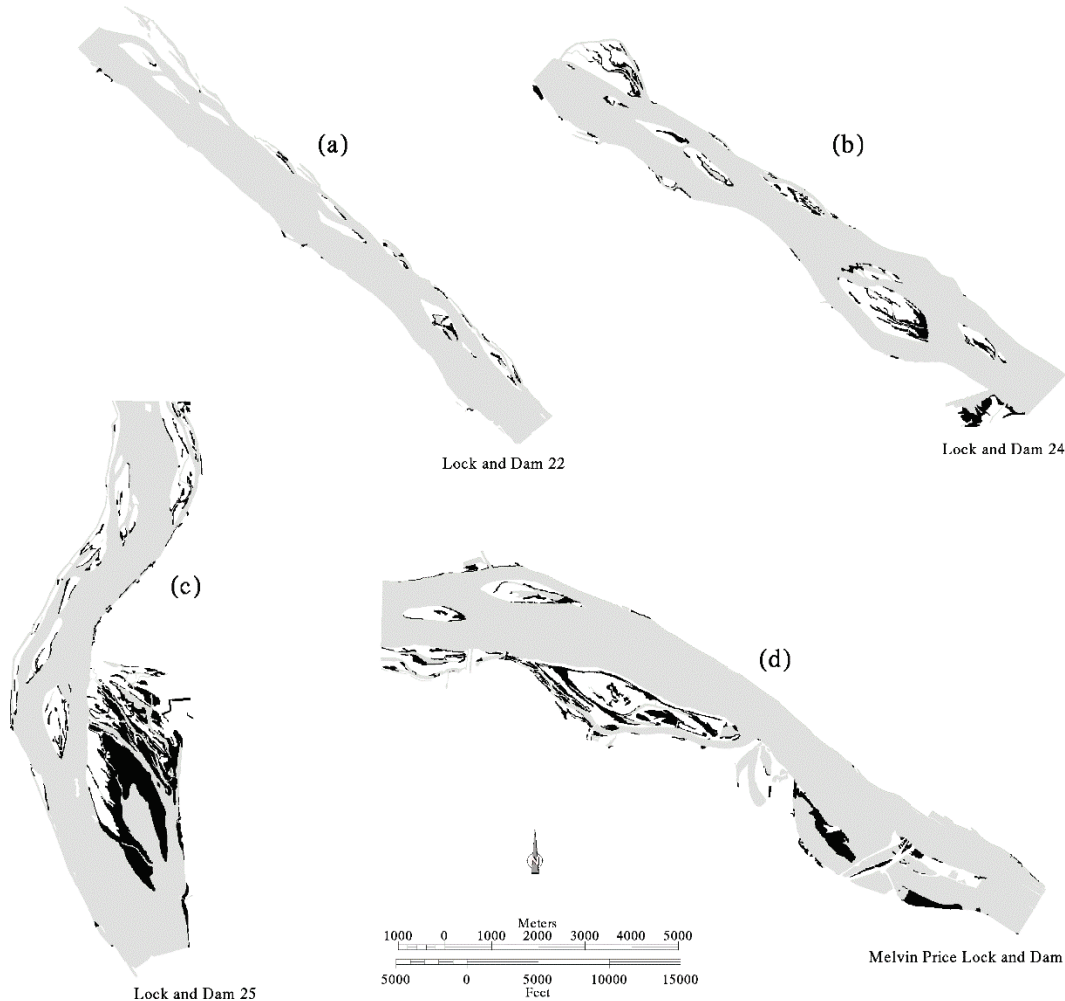 (a)
(b)
Lock and Dam 22
Lock and Dam 24
(c)
(d)
N
Meters
1000 0 1000 2000 3000 4000 5000
5000 0 5000 10000 15000
Feet
Melvin Price Lock and Dam
Lock and Dam 25